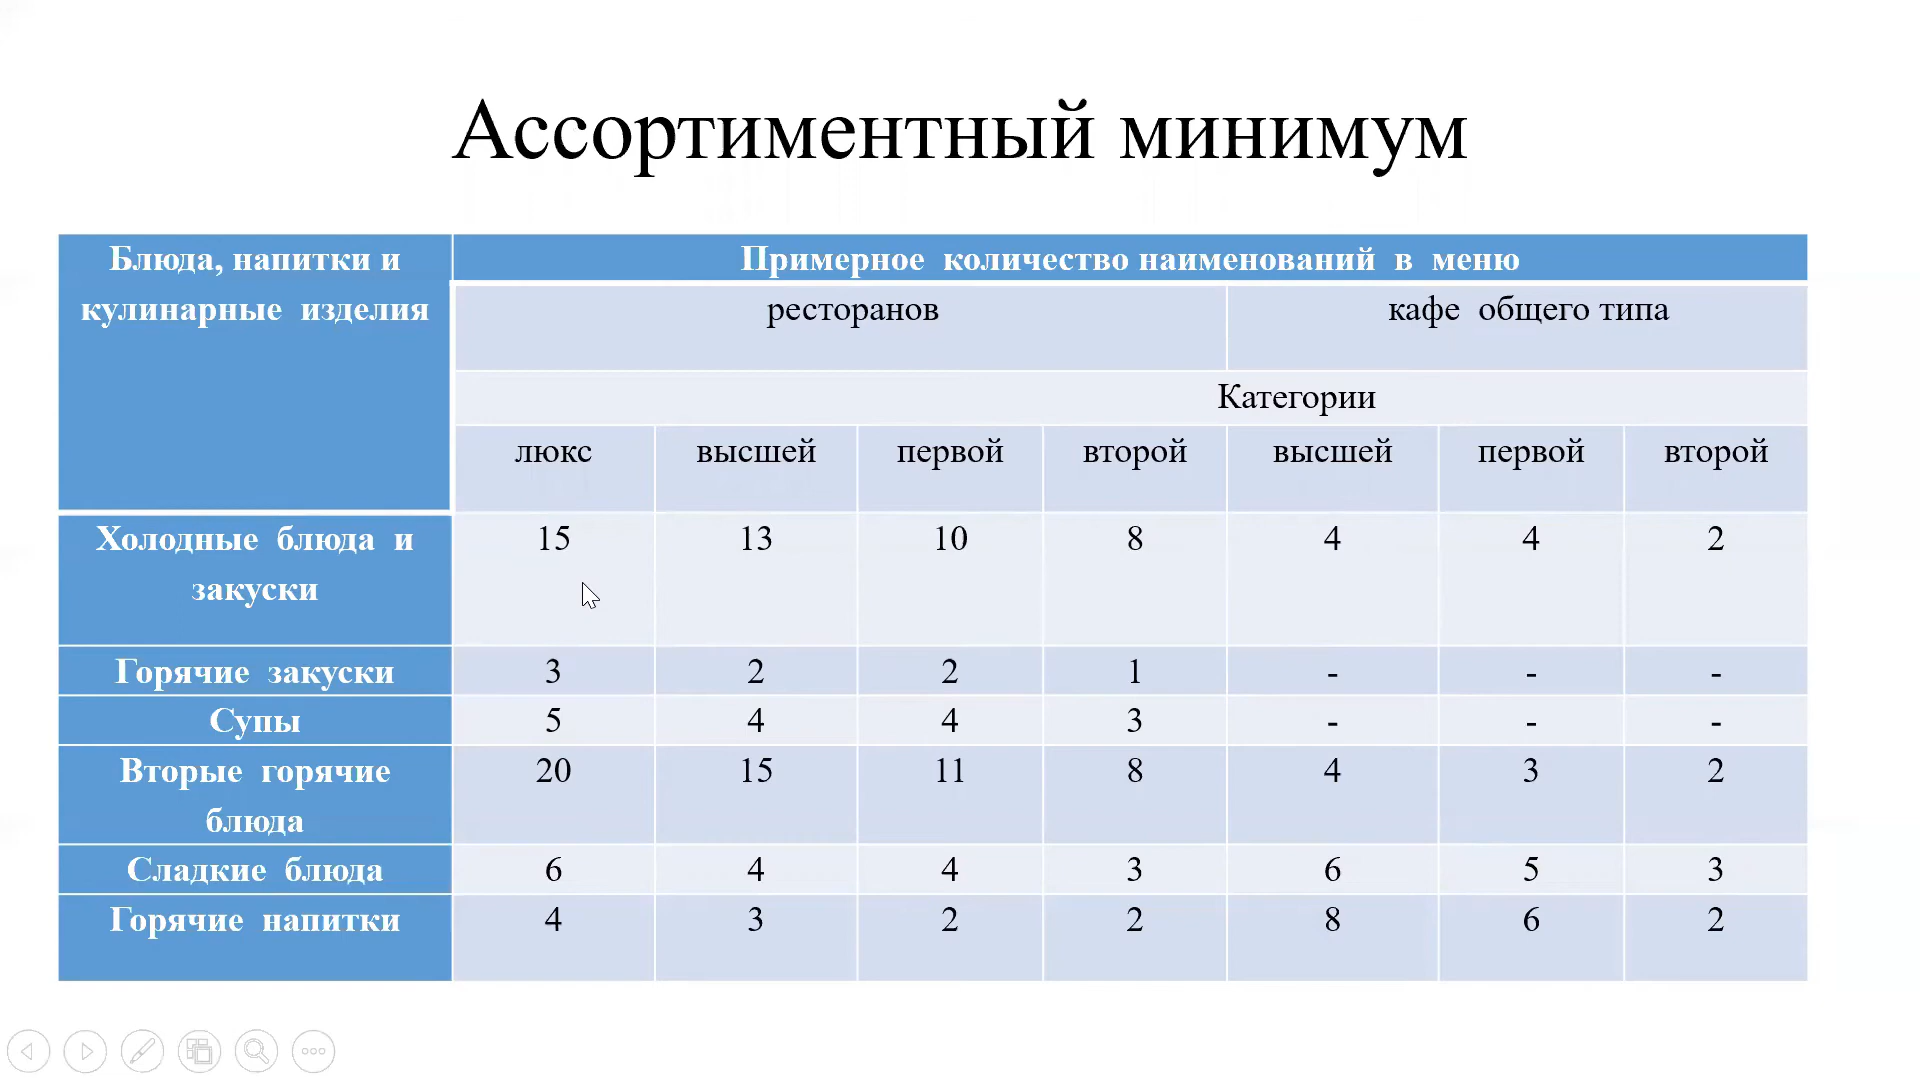 Ассортиментный минимум
Блюда, напитки и кулинарные изделия
Примерное количество наименований в меню
ресторанов кафе общего типа
Категории
люкс высшей первой второй высшей первой второй
Холодные блюда и закуски 15 13 10 8 4 4 2
Горячие закуски 3 2 2 1 - - -
Супы 5 4 4 3 - - -
Вторые горячие блюда 20 15 11 8 4 3 2
Сладкие блюда 6 4 4 3 6 5 3
Горячие напитки 4 3 2 2 8 6 2